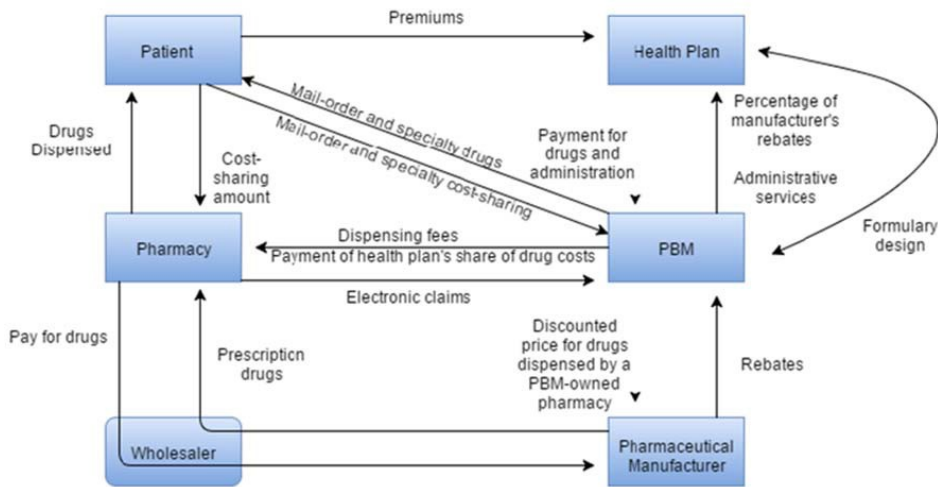 Premiums
Patient
Health Plan
Mail-order and specialty drugs
Mail-order and specialty cost-sharing
Drugs
Dispensed
Cost-
sharing
amount
Payment for
drugs and
administration
Percentage of
manufacturer's
rebates
Administrative
services
Formulary
design
Pharmacy
Dispensing fees
Payment of health plan's share of drug costs
Electronic claims
PBM
Pay for drugs
Prescription
drugs
Discounted
price for drugs
dispensed by a
PBM-owned
pharmacy
Rebates
Wholesaler
Pharmaceutical
Manufacturer